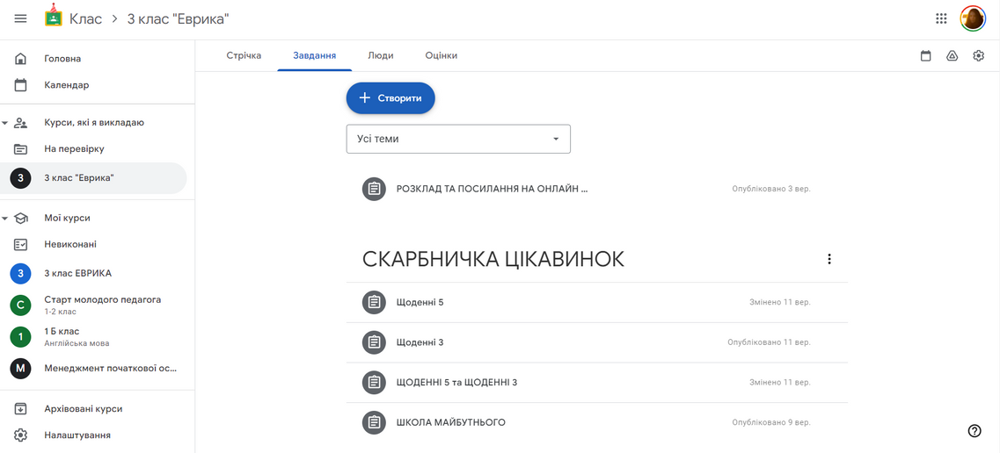 Клас > 3 клас "Еврика"
Головна
Календар
Курси, які я викладаю
На перевірку
3 3 клас "Еврика"
Мої курси
Невиконані
3 3 клас ЕВРИКА
С Старт молодого педагога
1-2 клас
1 1 Б клас
Англійська мова
М Менеджмент початкової ос...
Архівовані курси
Налаштування
Стрічка Завдання Люди Оцінки
+ Створити
Усі теми
РОЗКЛАД ТА ПОСИЛАННЯ НА ОНЛАЙН ... Опубліковано 3 вер.
СКАРБНИЧКА ЦІКАВИНОК
Щоденні 5 Змінено 11 вер.
Щоденні 3 Опубліковано 11 вер.
ЩОДЕННІ 5 та ЩОДЕННІ 3 Змінено 11 вер.
ШКОЛА МАЙБУТНЬОГО Опубліковано 9 вер.